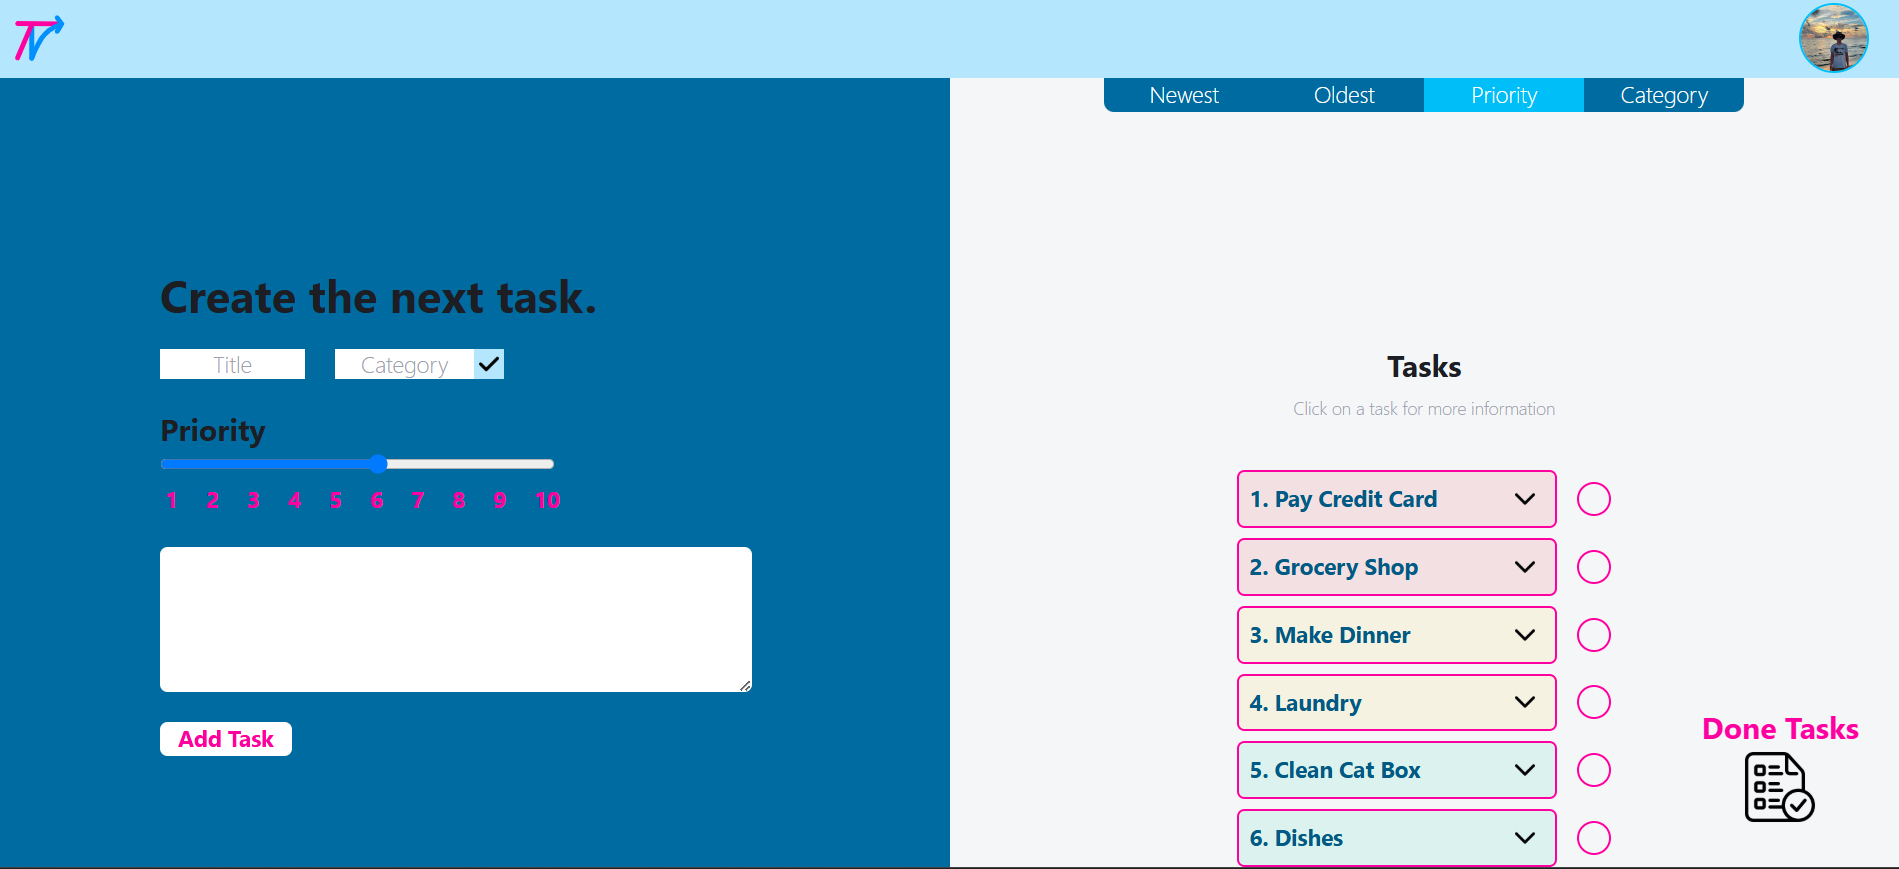 Newest Oldest Priority Category
Create the next task.
Title Category
Priority
1 2 3 4 5 6 7 8 9 10
Add Task
Tasks
Click on a task for more information
1. Pay Credit Card
2. Grocery Shop
3. Make Dinner
4. Laundry
5. Clean Cat Box
6. Dishes
Done Tasks